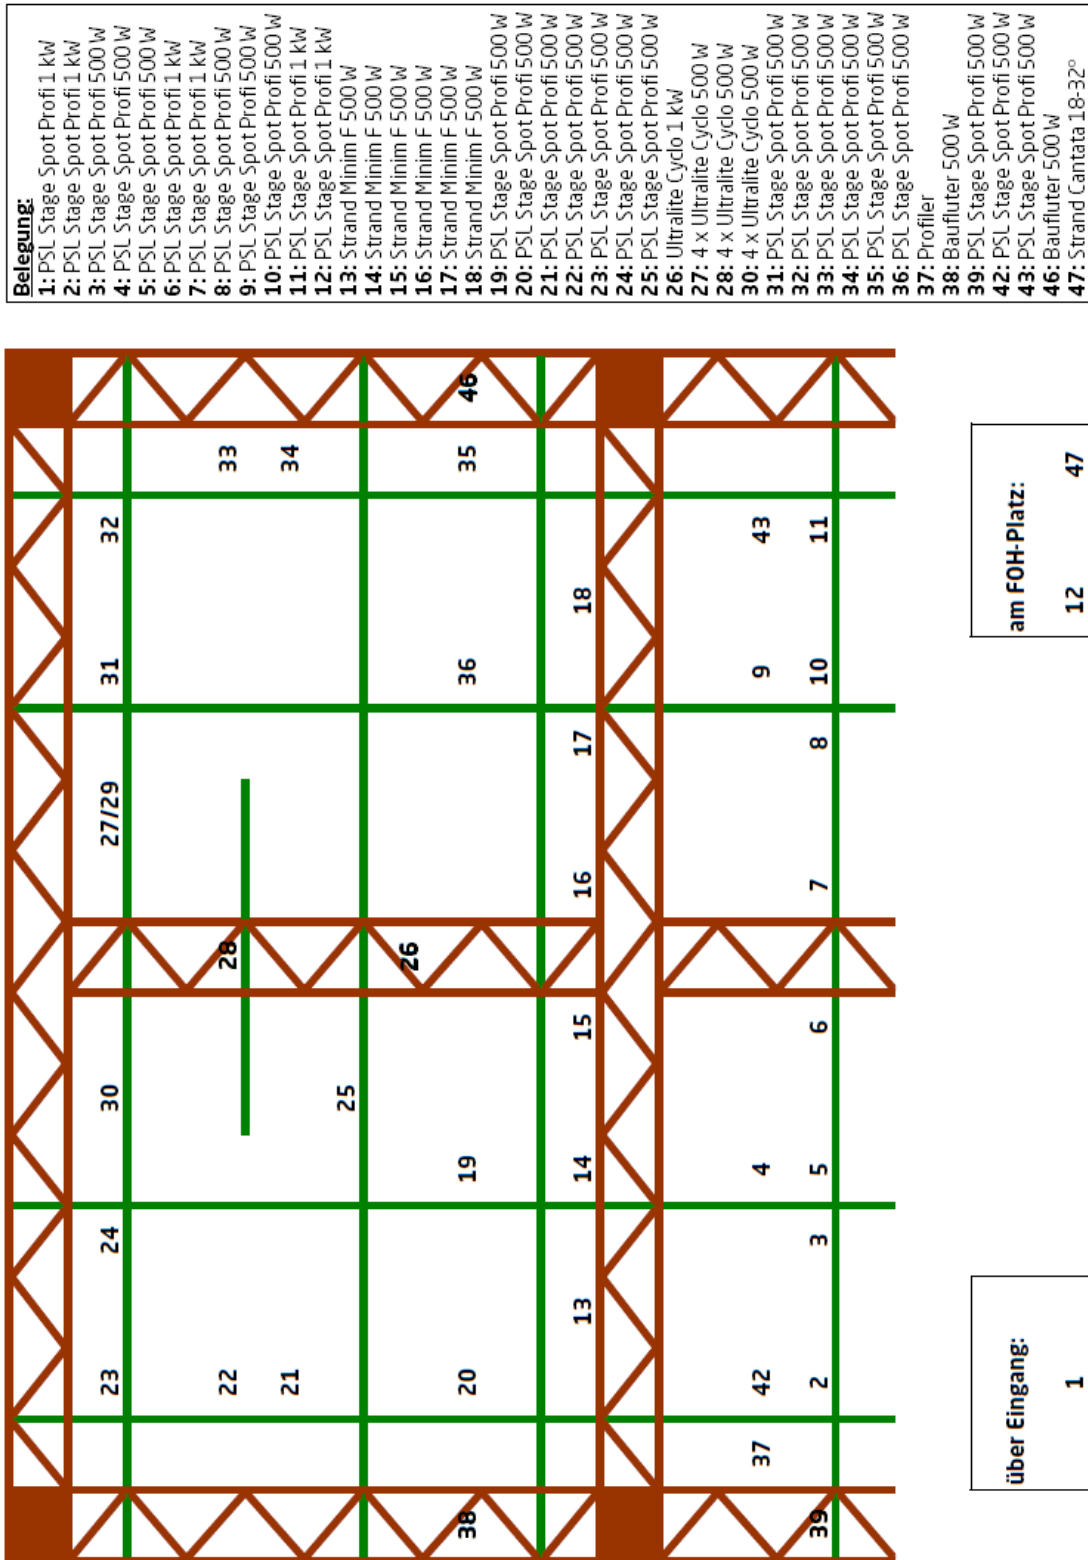 23 24 30 27/29 31 32
22 28 33
21 34
25
26
38 20 19 36 35 46
13 14 15 16 17 18
37 42 4 9 43
39 2 3 5 6 7 8 10 11
über Eingang:
1
am FOH-Platz:
12 47
Belegung:
1: PSL Stage Spot Profi 1 kW
2: PSL Stage Spot Profi 1 kW
3: PSL Stage Spot Profi 500 W
4: PSL Stage Spot Profi 500 W
5: PSL Stage Spot Profi 500 W
6: PSL Stage Spot Profi 1 kW
7: PSL Stage Spot Profi 1 kW
8: PSL Stage Spot Profi 500 W
9: PSL Stage Spot Profi 500 W
10: PSL Stage Spot Profi 500 W
11: PSL Stage Spot Profi 1 kW
12: PSL Stage Spot Profi 1 kW
13: Strand Minim F 500 W
14: Strand Minim F 500 W
15: Strand Minim F 500 W
16: Strand Minim F 500 W
17: Strand Minim F 500 W
18: Strand Minim F 500 W
19: PSL Stage Spot Profi 500 W
20: PSL Stage Spot Profi 500 W
21: PSL Stage Spot Profi 500 W
22: PSL Stage Spot Profi 500 W
23: PSL Stage Spot Profi 500 W
24: PSL Stage Spot Profi 500 W
25: PSL Stage Spot Profi 500 W
26: Ultralite Cyclo 1 kW
27: 4 x Ultralite Cyclo 500 W
28: 4 x Ultralite Cyclo 500 W
30: 4 x Ultralite Cyclo 500 W
31: PSL Stage Spot Profi 500 W
32: PSL Stage Spot Profi 500 W
33: PSL Stage Spot Profi 500 W
34: PSL Stage Spot Profi 500 W
35: PSL Stage Spot Profi 500 W
36: PSL Stage Spot Profi 500 W
37: Profiler
38: Baufluter 500 W
39: PSL Stage Spot Profi 500 W
42: PSL Stage Spot Profi 500 W
43: PSL Stage Spot Profi 500 W
46: Baufluter 500 W
47: Strand Cantata 18-32°